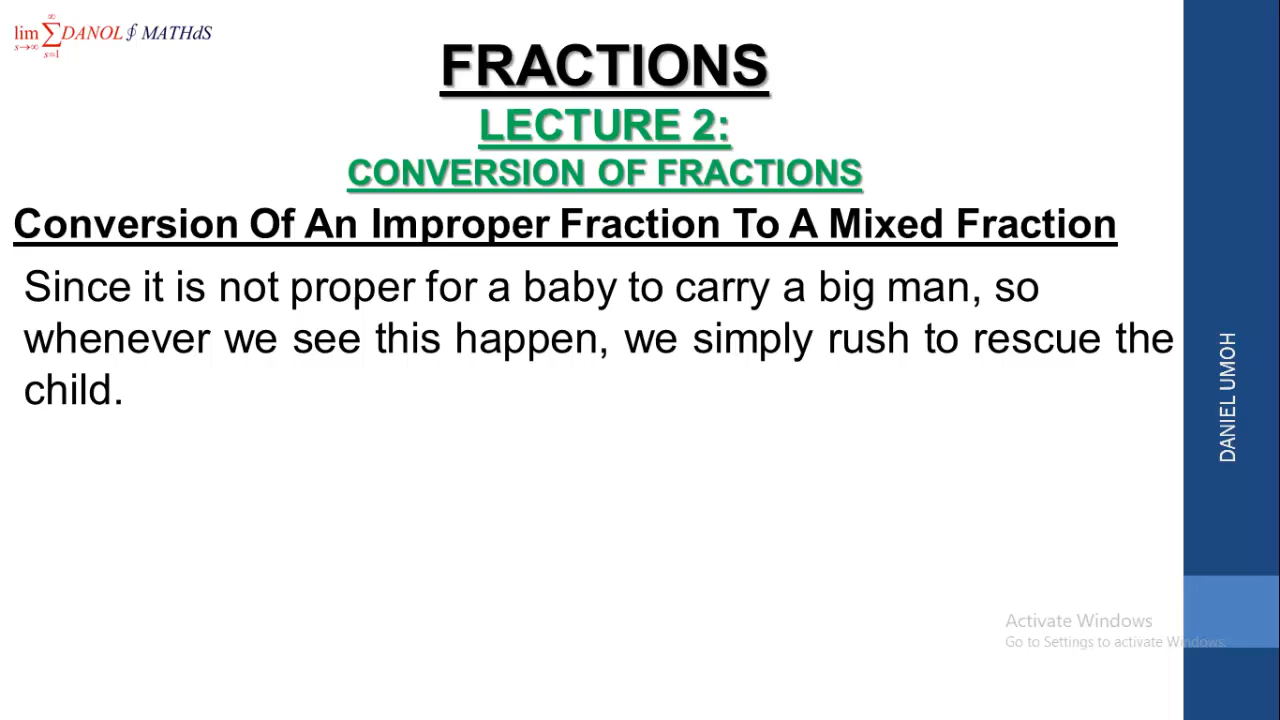 lim ∑ DANOL ∮ MATHdS
s→∞ s=1 ∞
FRACTIONS
LECTURE 2:
CONVERSION OF FRACTIONS
Conversion Of An Improper Fraction To A Mixed Fraction
Since it is not proper for a baby to carry a big man, so
whenever we see this happen, we simply rush to rescue the
child.
DANIEL UMOH
Activate Windows
Go to Settings to activate Windows.